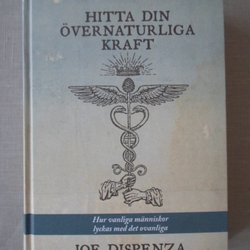 HITTA DIN
ÖVERNATURLIGA
KRAFT
Hur vanliga människor
lyckas med det ovanliga
JOE DISPENZA